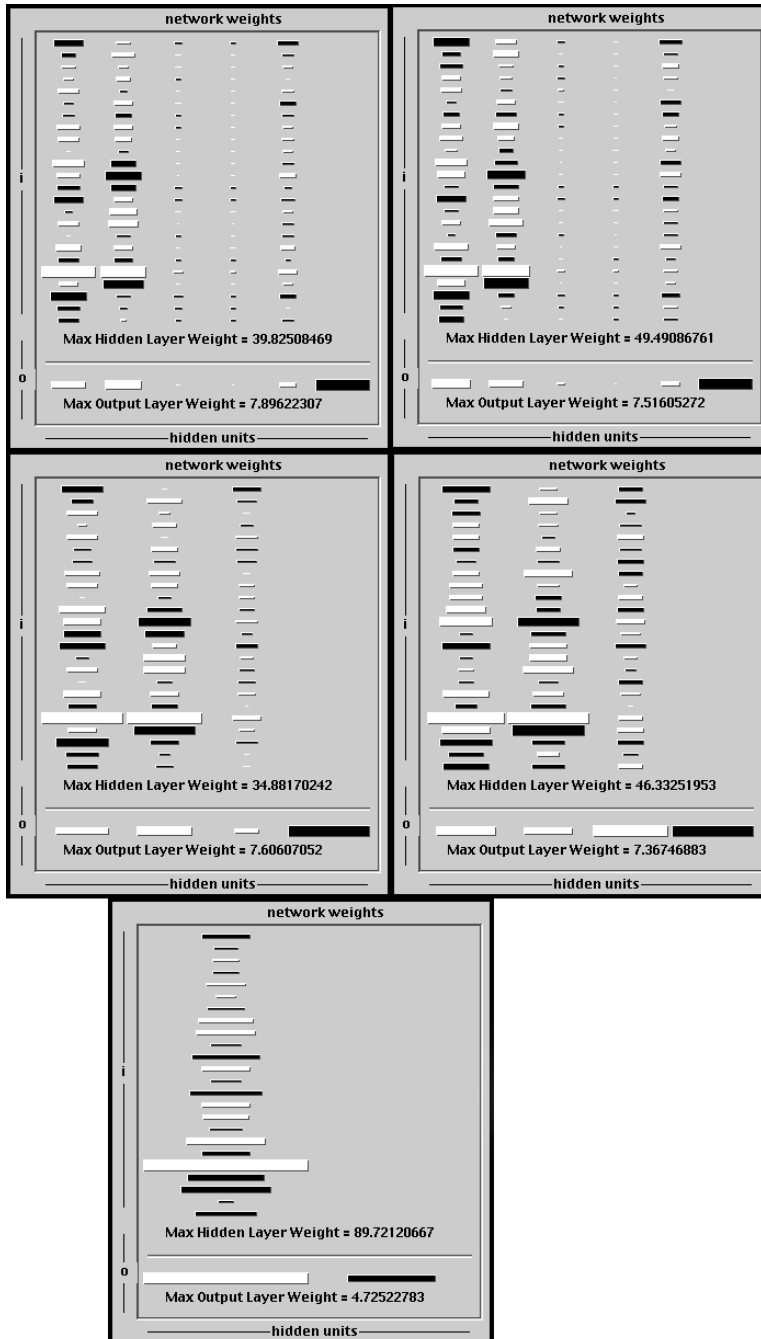 network weights
i
Max Hidden Layer Weight = 39.82508469
o
Max Output Layer Weight = 7.89622307
hidden units
network weights
i
Max Hidden Layer Weight = 49.49086761
o
Max Output Layer Weight = 7.51605272
hidden units
network weights
i
Max Hidden Layer Weight = 34.88170242
o
Max Output Layer Weight = 7.60607052
hidden units
network weights
i
Max Hidden Layer Weight = 46.33251953
o
Max Output Layer Weight = 7.36746883
hidden units
network weights
i
Max Hidden Layer Weight = 89.72120667
o
Max Output Layer Weight = 4.72522783
hidden units